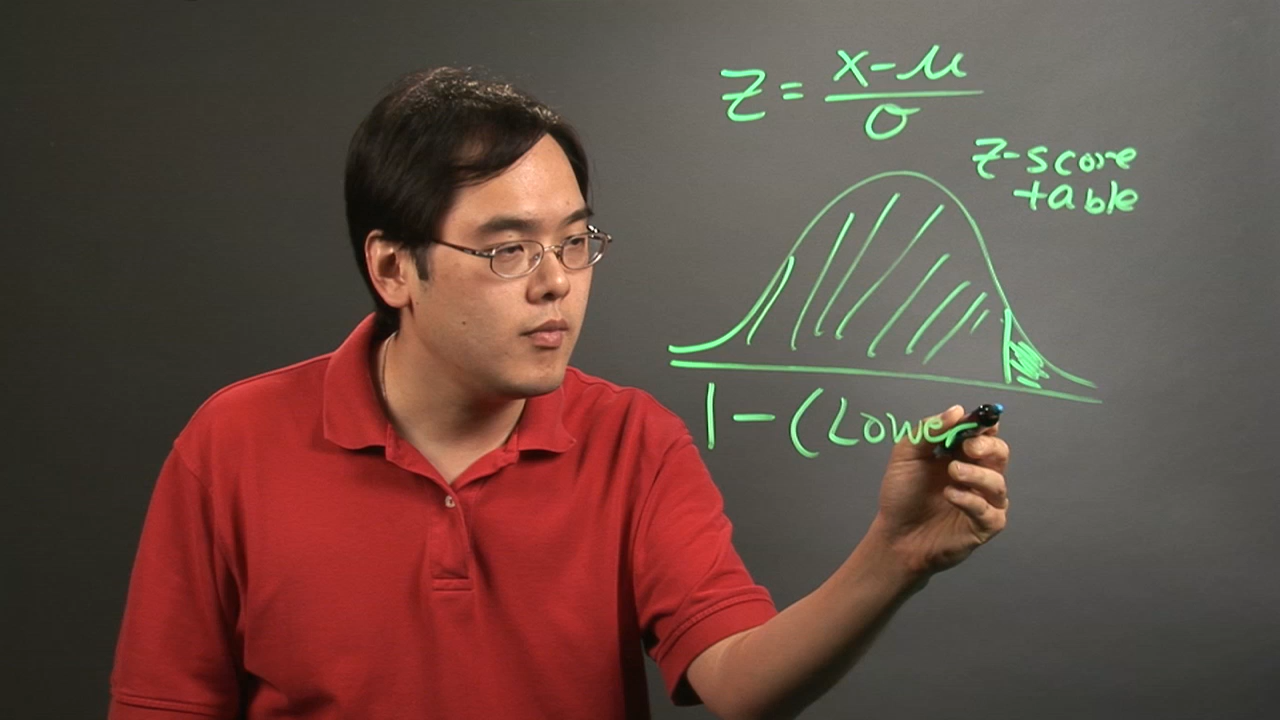 z = x-μ
σ
z-score
table
1-(Lower